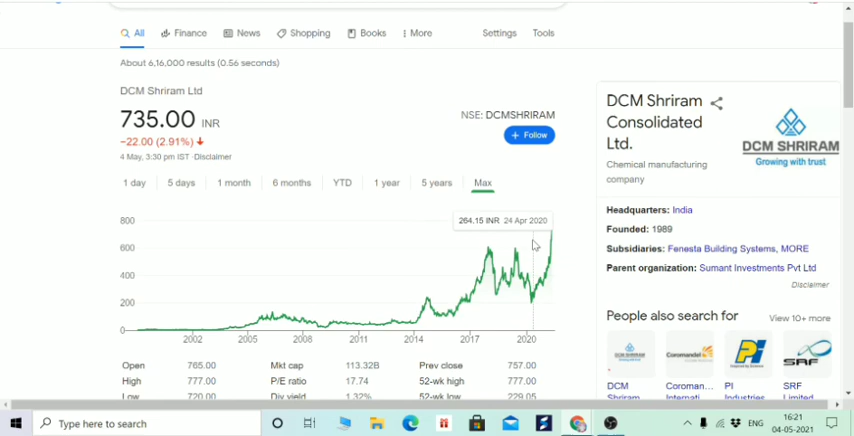 All
Finance
News
Shopping
Books
More
Settings
Tools
About 6,16,000 results (0.56 seconds)
DCM Shriram Ltd
735.00 INR
NSE: DCMSHRIRAM
−22.00 (2.91%)
+ Follow
4 May, 3:30 pm IST ·Disclaimer
1 day
5 days
1 month
6 months
YTD
1 year
5 years
Max
264.15 INR 24 Apr 2020
800
600
400
200
0
2002
2005
2008
2011
2014
2017
2020
Open 765.00 Mkt cap 113.32B Prev close 757.00
High 777.00 P/E ratio 17.74 52-wk high 777.00
Low 720.00 Div yield 1.32% 52-wk low 229.05
DCM Shriram
Consolidated
Ltd.
Chemical manufacturing
company
DCM SHRIRAM
Growing with trust
Headquarters: India
Founded: 1989
Subsidiaries: Fenesta Building Systems, MORE
Parent organization: Sumant Investments Pvt Ltd
Disclaimer
People also search for
View 10+ more
Coromandel
SRF
DCM
Shriram
Coroman...
Internati...
PI
Industries
SRF
Limited
Type here to search
ENG
16:21
04-05-2021